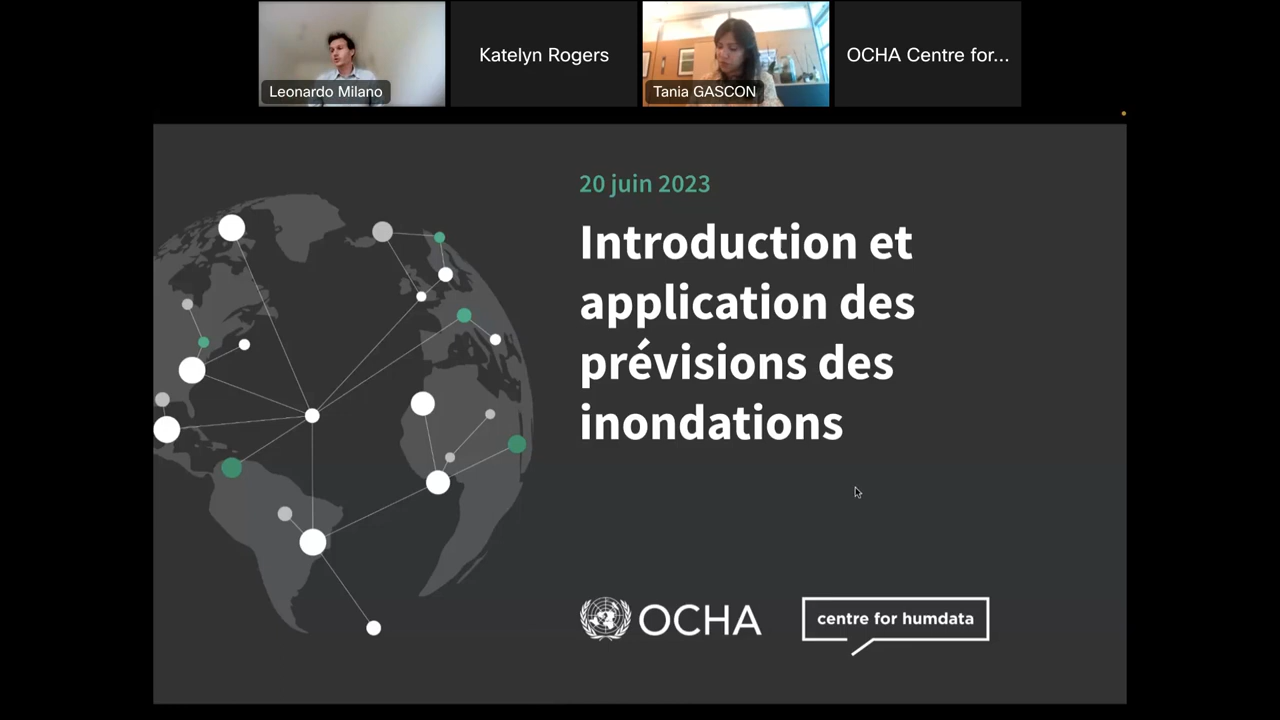 Leonardo Milano
Katelyn Rogers
Tania GASCON
OCHA Centre for...
20 juin 2023
Introduction et
application des
prévisions des
inondations
OCHA
centre for humdata